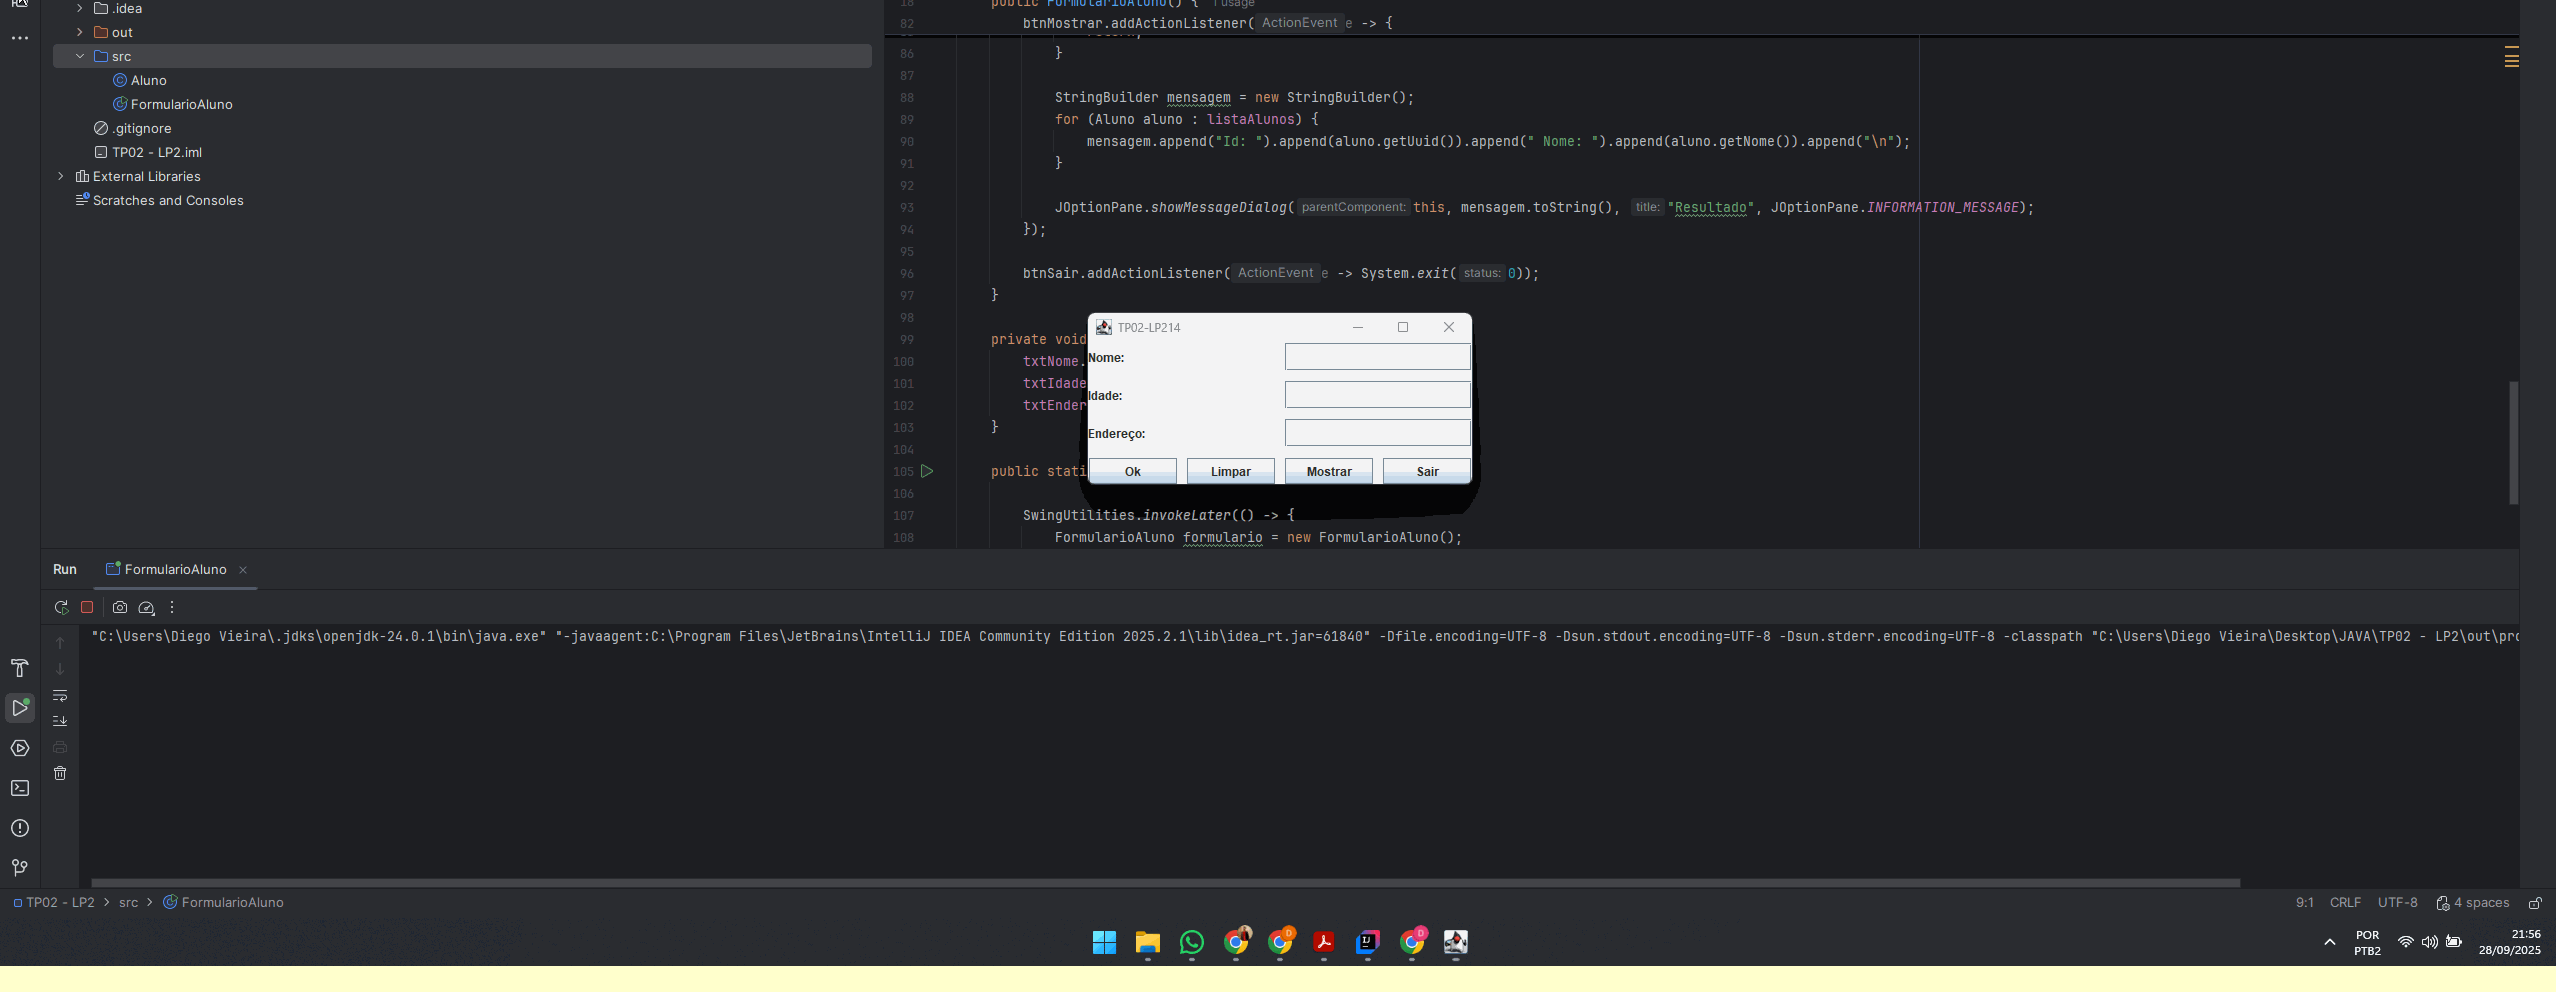 .idea
out
src
Aluno
FormularioAluno
.gitignore
TP02 - LP2.iml
External Libraries
Scratches and Consoles
18 public FormularioAluno() { 1 usage
82 btnMostrar.addActionListener( ActionEvent e -> {
86 }
87
88 StringBuilder mensagem = new StringBuilder();
89 for (Aluno aluno : listaAlunos) {
90 mensagem.append("Id: ").append(aluno.getUuid()).append(" Nome: ").append(aluno.getNome()).append("\n");
91 }
92
93 JOptionPane.showMessageDialog( parentComponent: this, mensagem.toString(), title: "Resultado", JOptionPane.INFORMATION_MESSAGE);
94 });
95
96 btnSair.addActionListener( ActionEvent e -> System.exit( status: 0));
97 }
98
99 private void
100 txtNome.
101 txtIdade
102 txtEnder
103 }
104
105 public stati
106
107 SwingUtilities.invokeLater(() -> {
108 FormularioAluno formulario = new FormularioAluno();
TP02-LP214
Nome:
Idade:
Endereço:
Ok Limpar Mostrar Sair
Run FormularioAluno
"C:\Users\Diego Vieira\.jdks\openjdk-24.0.1\bin\java.exe" "-javaagent:C:\Program Files\JetBrains\IntelliJ IDEA Community Edition 2025.2.1\lib\idea_rt.jar=61840" -Dfile.encoding=UTF-8 -Dsun.stdout.encoding=UTF-8 -Dsun.stderr.encoding=UTF-8 -classpath "C:\Users\Diego Vieira\Desktop\JAVA\TP02 - LP2\out\pro
TP02 - LP2 > src > FormularioAluno
9:1 CRLF UTF-8 4 spaces
POR
PTB2
21:56
28/09/2025